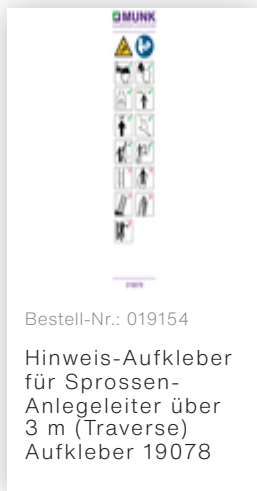 MUNK
Bestell-Nr.: 019154
Hinweis-Aufkleber
für Sprossen-
Anlegeleiter über
3 m (Traverse)
Aufkleber 19078